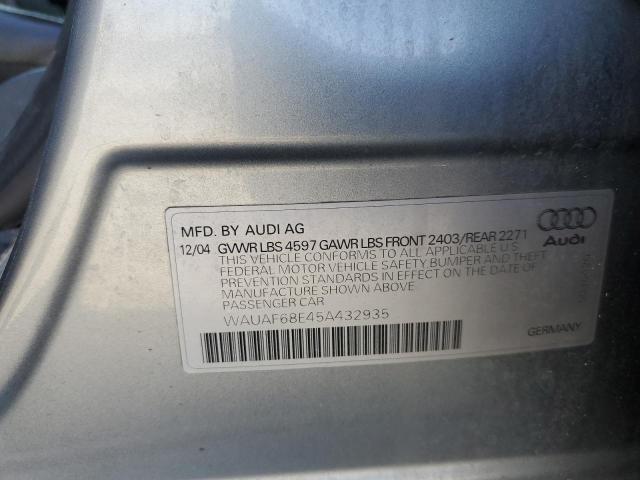 MFD. BY AUDI AG
12/04 GVWR LBS 4597 GAWR LBS FRONT 2403/REAR 2271
THIS VEHICLE CONFORMS TO ALL APPLICABLE U.S.
FEDERAL MOTOR VEHICLE SAFETY BUMPER AND THEFT
PREVENTION STANDARDS IN EFFECT ON THE DATE OF
MANUFACTURE SHOWN ABOVE
PASSENGER CAR
WAUAF68E45A432935
Audi
GERMANY